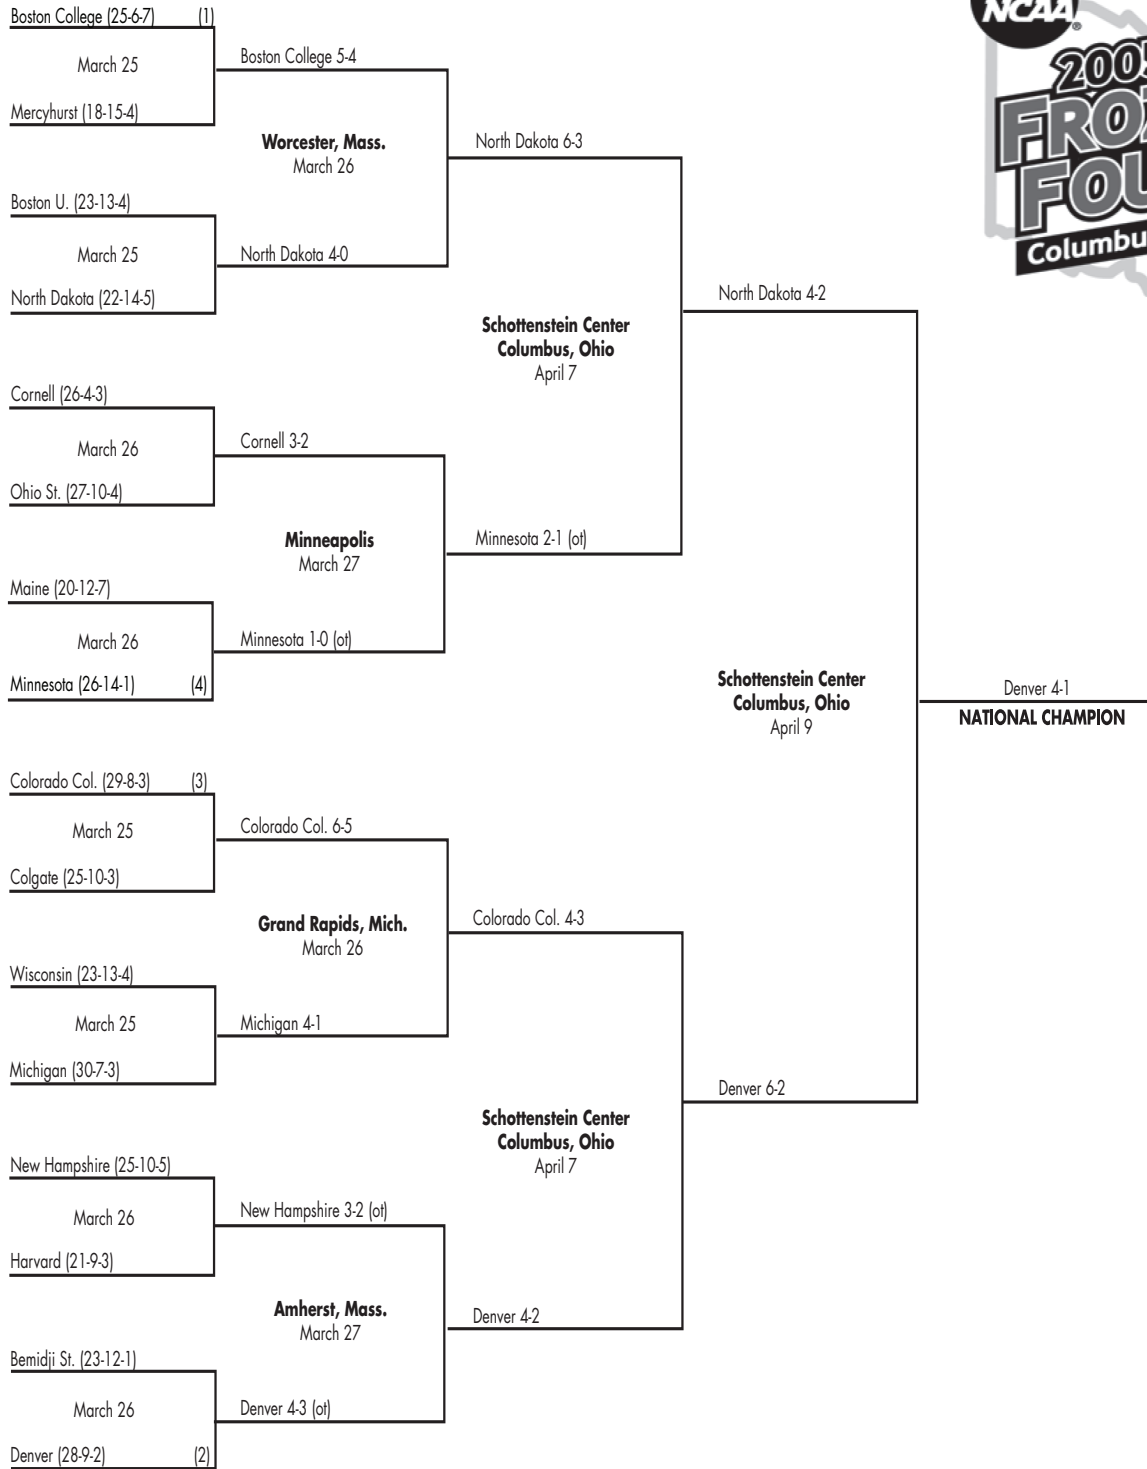 Boston College (25-6-7) (1)
March 25
Mercyhurst (18-15-4)
Boston College 5-4
Worcester, Mass.
March 26
Boston U. (23-13-4)
March 25
North Dakota (22-14-5)
North Dakota 4-0
North Dakota 6-3
Schottenstein Center
Columbus, Ohio
April 7
North Dakota 4-2
Cornell (26-4-3)
March 26
Ohio St. (27-10-4)
Cornell 3-2
Minneapolis
March 27
Minnesota 2-1 (ot)
Maine (20-12-7)
March 26
Minnesota (26-14-1) (4)
Minnesota 1-0 (ot)
Schottenstein Center
Columbus, Ohio
April 9
Denver 4-1
NATIONAL CHAMPION
Colorado Col. (29-8-3) (3)
March 25
Colgate (25-10-3)
Colorado Col. 6-5
Grand Rapids, Mich.
March 26
Colorado Col. 4-3
Wisconsin (23-13-4)
March 25
Michigan (30-7-3)
Michigan 4-1
Schottenstein Center
Columbus, Ohio
April 7
Denver 6-2
New Hampshire (25-10-5)
March 26
Harvard (21-9-3)
New Hampshire 3-2 (ot)
Amherst, Mass.
March 27
Denver 4-2
Bemidji St. (23-12-1)
March 26
Denver (28-9-2) (2)
Denver 4-3 (ot)
NCAA
®
2005
FROZ
FOU
Columbu